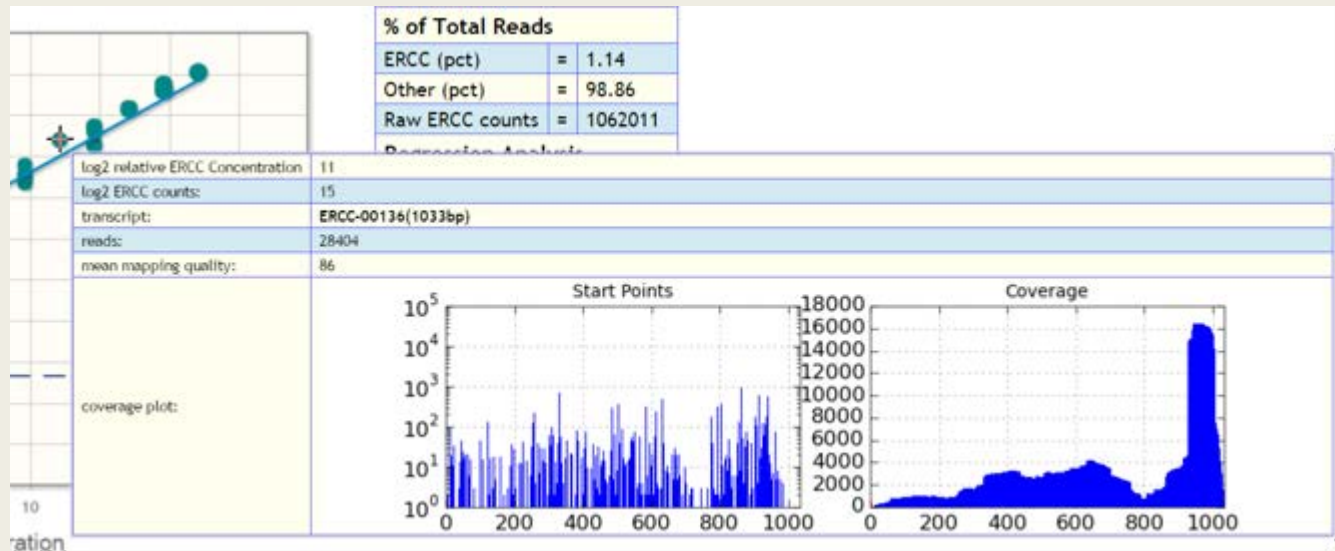 % of Total Reads
ERCC (pct) = 1.14
Other (pct) = 98.86
Raw ERCC counts = 1062011
Regression Analysis
log2 relative ERCC Concentration 11
log2 ERCC counts: 15
transcript: ERCC-00136(1033bp)
reads: 28404
mean mapping quality: 86
coverage plot:
Start Points
10^5
10^4
10^3
10^2
10^1
10^0
0 200 400 600 800 1000
Coverage
18000
16000
14000
12000
10000
8000
6000
4000
2000
0
0 200 400 600 800 1000
10
ration